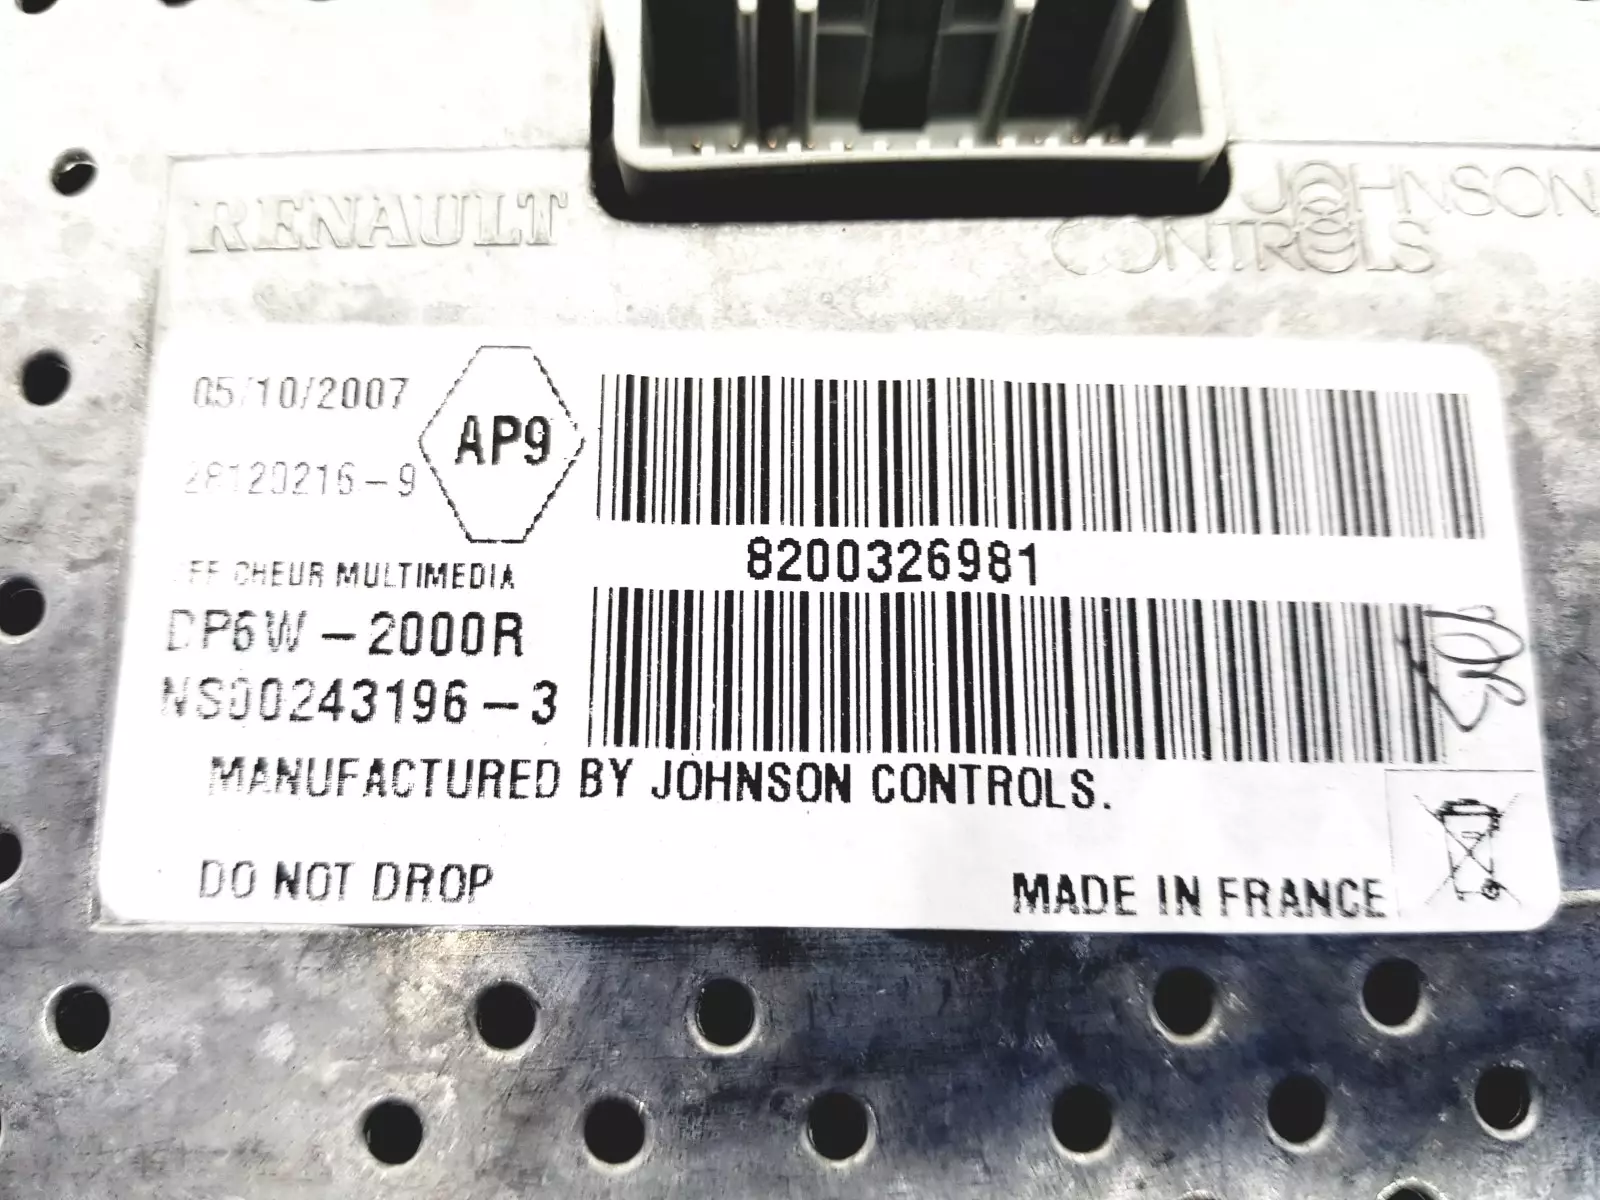 RENAULT
JOHNSON
CONTROLS
05/10/2007
AP9
28120216-9
CHEUR MULTIMEDIA
8200326981
DP6W-2000R
NS00243196-3
MANUFACTURED BY JOHNSON CONTROLS.
DO NOT DROP
MADE IN FRANCE